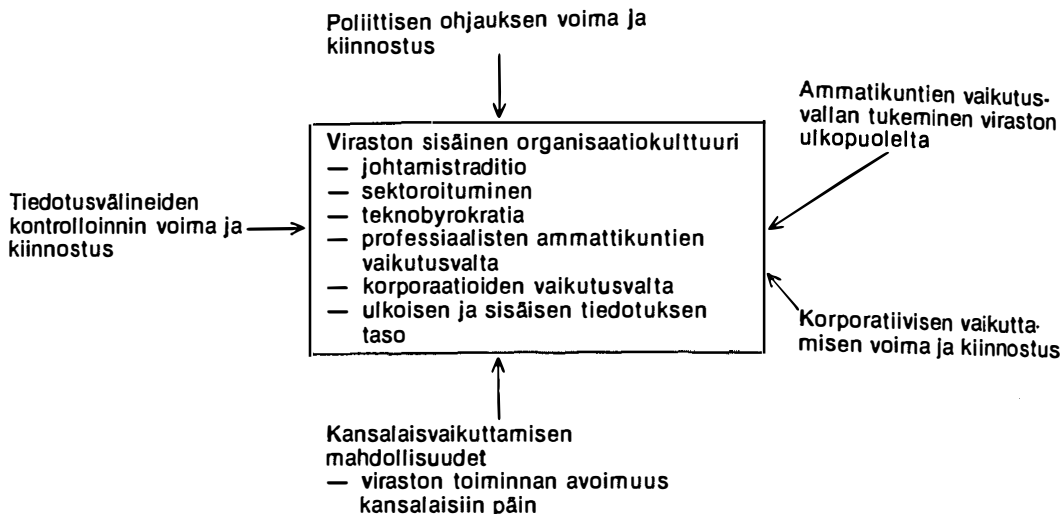 Poliittisen ohjauksen voima ja
kiinnostus
Ammatikuntien vaikutus-
vallan tukeminen viraston
ulkopuolelta
Viraston sisäinen organisaatiokulttuuri
— johtamistraditio
— sektoroituminen
— teknobyrokratia
— professiaalisten ammattikuntien
vaikutusvalta
— korporaatioiden vaikutusvalta
— ulkoisen ja sisäisen tiedotuksen
taso
Tiedotusvälineiden
kontrolloinnin voima ja
kiinnostus
Korporatiivisen vaikutta-
misen voima ja kiinnostus
Kansalaisvaikuttamisen
mahdollisuudet
— viraston toiminnan avoimuus
kansalaisiin päin